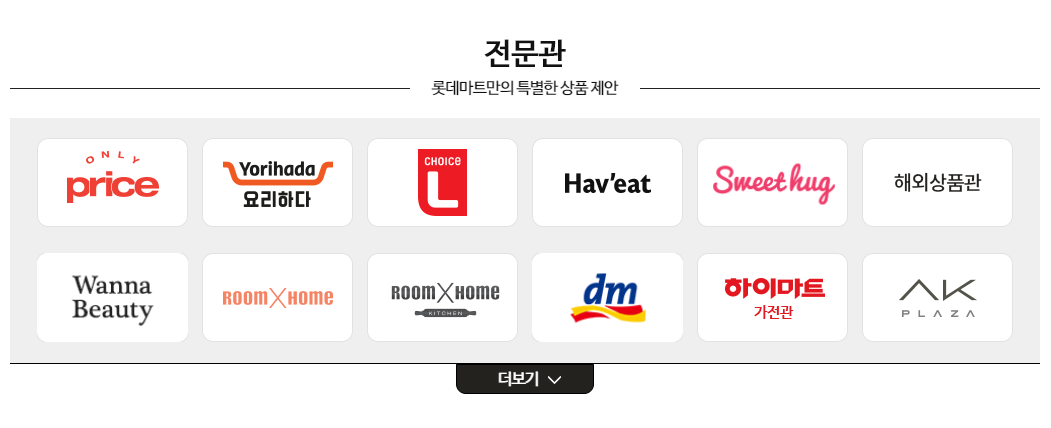 전문관
롯데마트만의 특별한 상품 제안
ONLY
price
Yorihada
요리하다
CHOICe
L
Hav'eat
Sweet hug
해외상품관
Wanna
Beauty
ROOM X HOME
ROOM X HOME
KITCHEN
dm
하이마트
가전관
AK
PLAZA
더보기